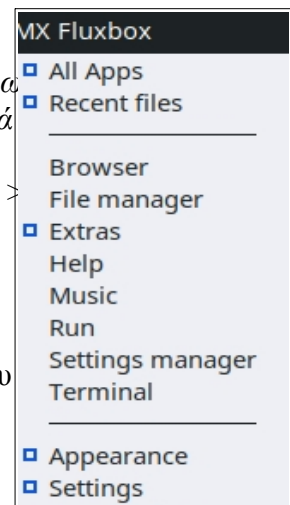 MX Fluxbox
All Apps
Recent files
Browser
File manager
Extras
Help
Music
Run
Settings manager
Terminal
Appearance
Settings